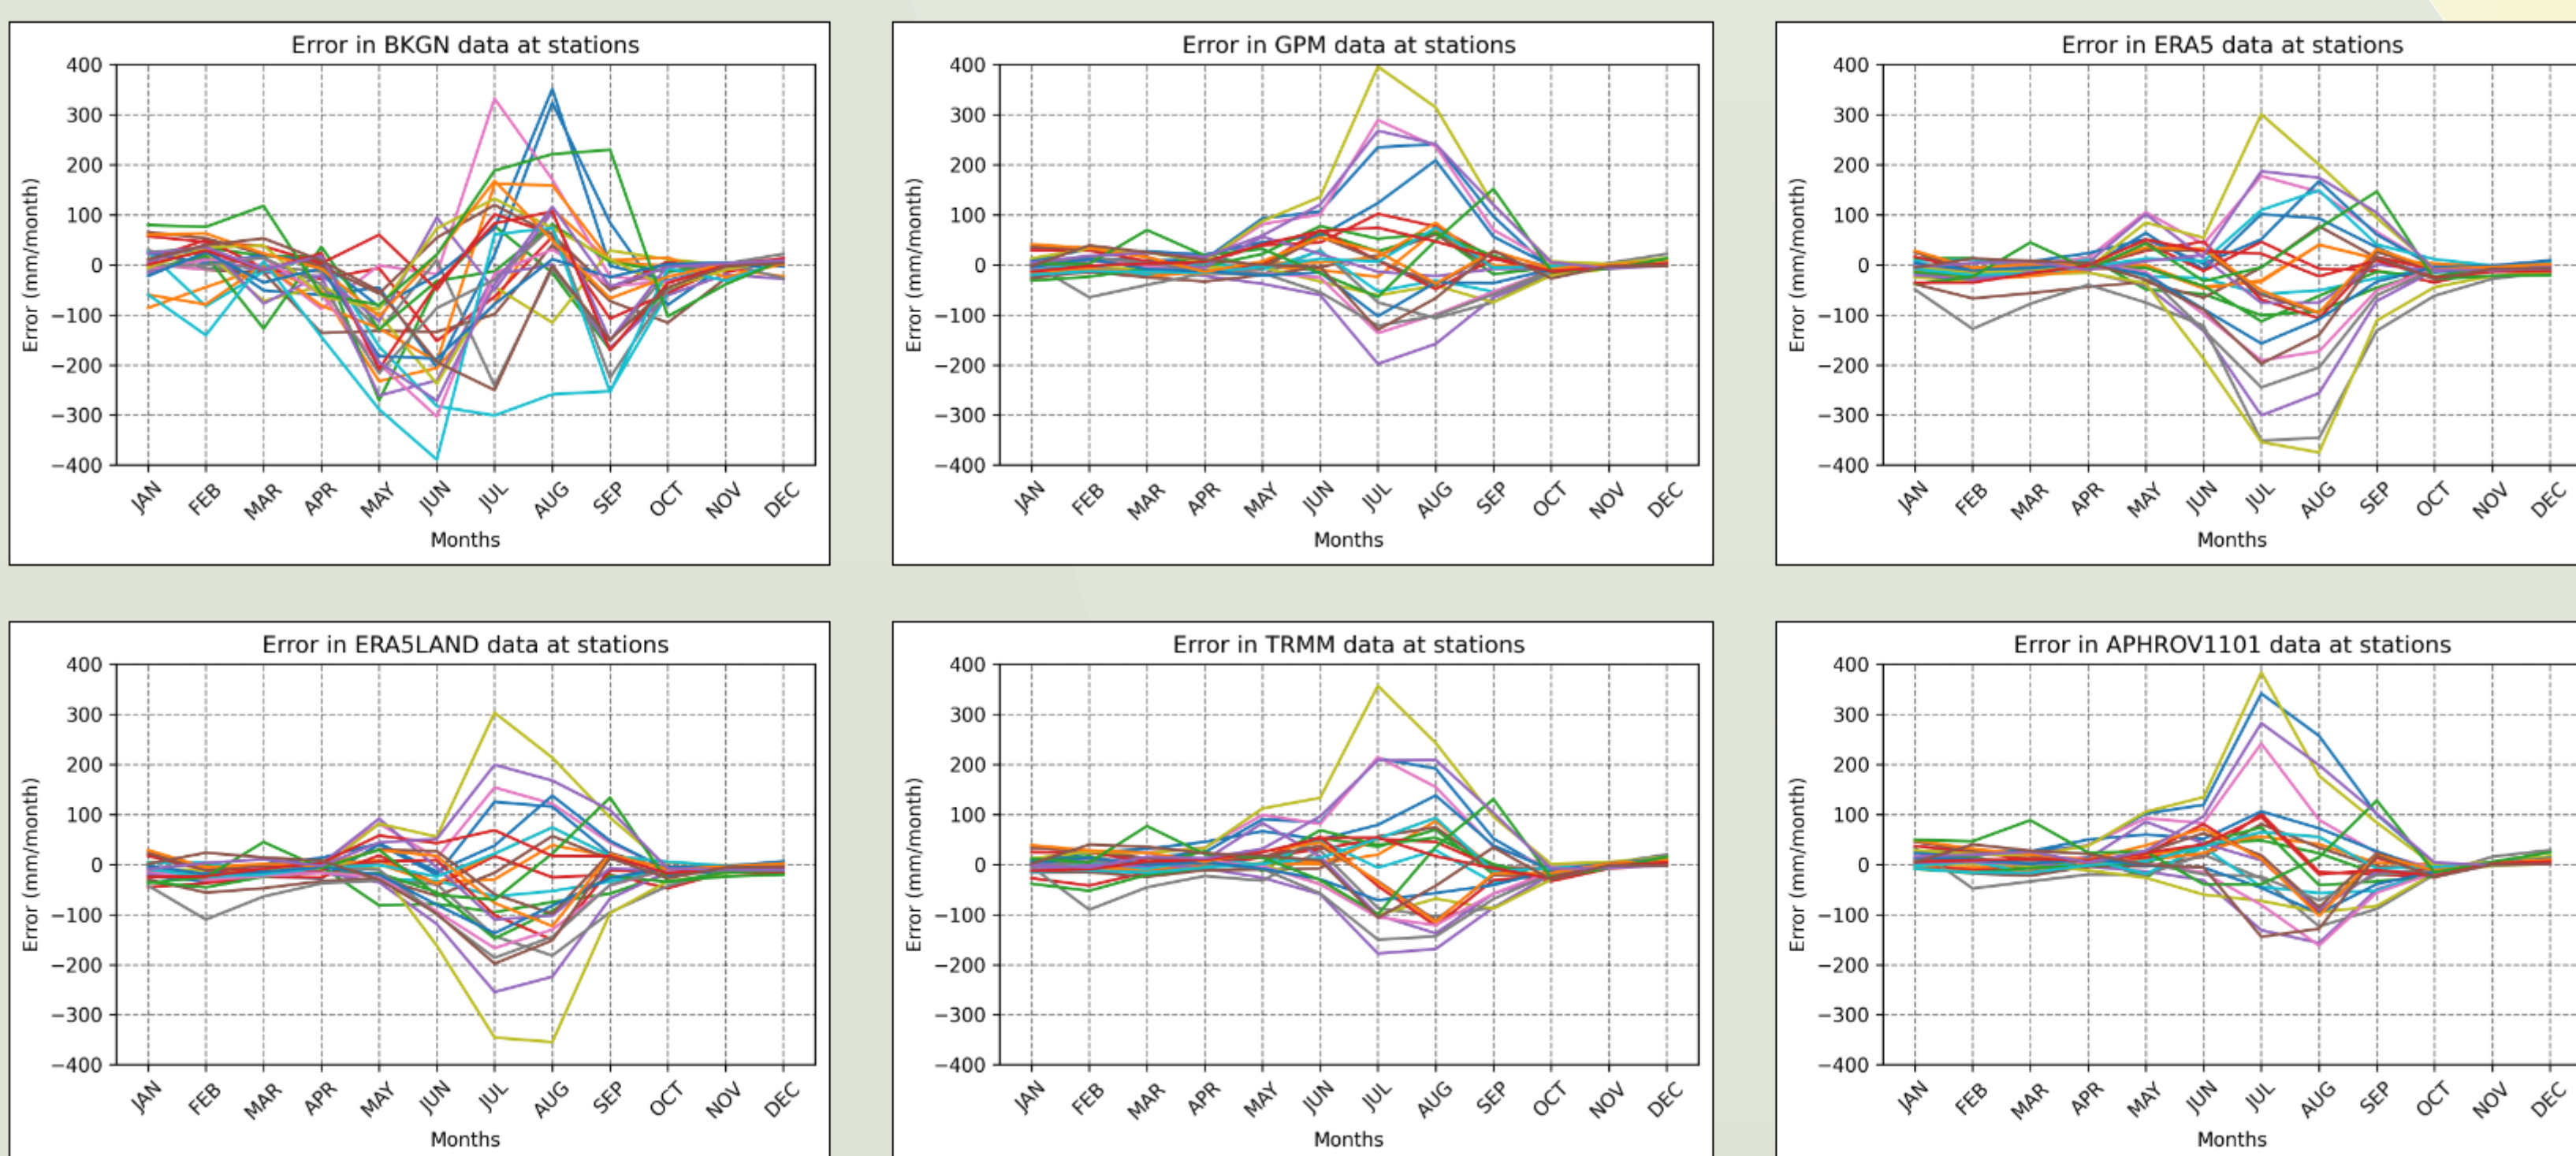 Error in BKGN data at stations
400
300
200
100
0
−100
−200
−300
−400
Error (mm/month)
JAN
FEB
MAR
APR
MAY
JUN
JUL
AUG
SEP
OCT
NOV
DEC
Months
Error in GPM data at stations
400
300
200
100
0
−100
−200
−300
−400
Error (mm/month)
JAN
FEB
MAR
APR
MAY
JUN
JUL
AUG
SEP
OCT
NOV
DEC
Months
Error in ERA5 data at stations
400
300
200
100
0
−100
−200
−300
−400
Error (mm/month)
JAN
FEB
MAR
APR
MAY
JUN
JUL
AUG
SEP
OCT
NOV
DEC
Months
Error in ERA5LAND data at stations
400
300
200
100
0
−100
−200
−300
−400
Error (mm/month)
JAN
FEB
MAR
APR
MAY
JUN
JUL
AUG
SEP
OCT
NOV
DEC
Months
Error in TRMM data at stations
400
300
200
100
0
−100
−200
−300
−400
Error (mm/month)
JAN
FEB
MAR
APR
MAY
JUN
JUL
AUG
SEP
OCT
NOV
DEC
Months
Error in APHROV1101 data at stations
400
300
200
100
0
−100
−200
−300
−400
Error (mm/month)
JAN
FEB
MAR
APR
MAY
JUN
JUL
AUG
SEP
OCT
NOV
DEC
Months